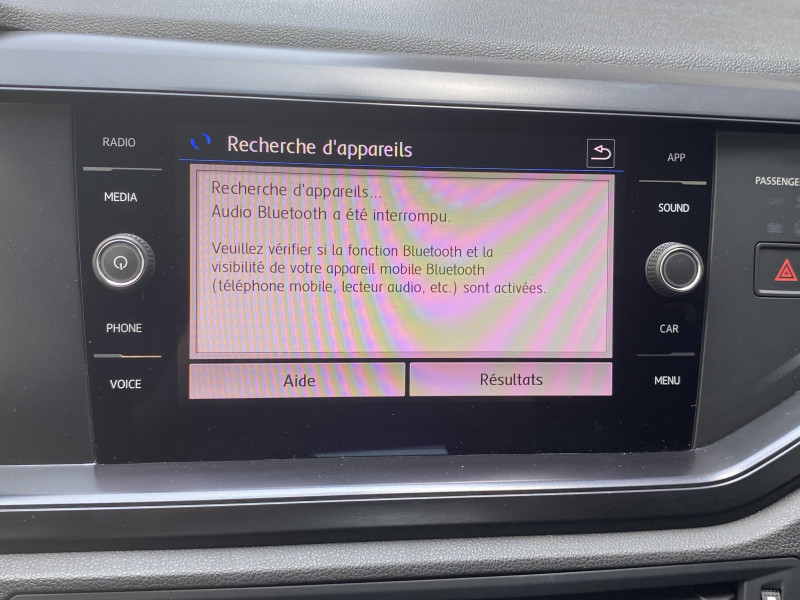 RADIO
MEDIA
PHONE
VOICE
Recherche d'appareils
Recherche d'appareils...
Audio Bluetooth a été interrompu.
Veuillez vérifier si la fonction Bluetooth et la
visibilité de votre appareil mobile Bluetooth
(téléphone mobile, lecteur audio, etc.) sont activées.
Aide
Résultats
APP
SOUND
CAR
MENU